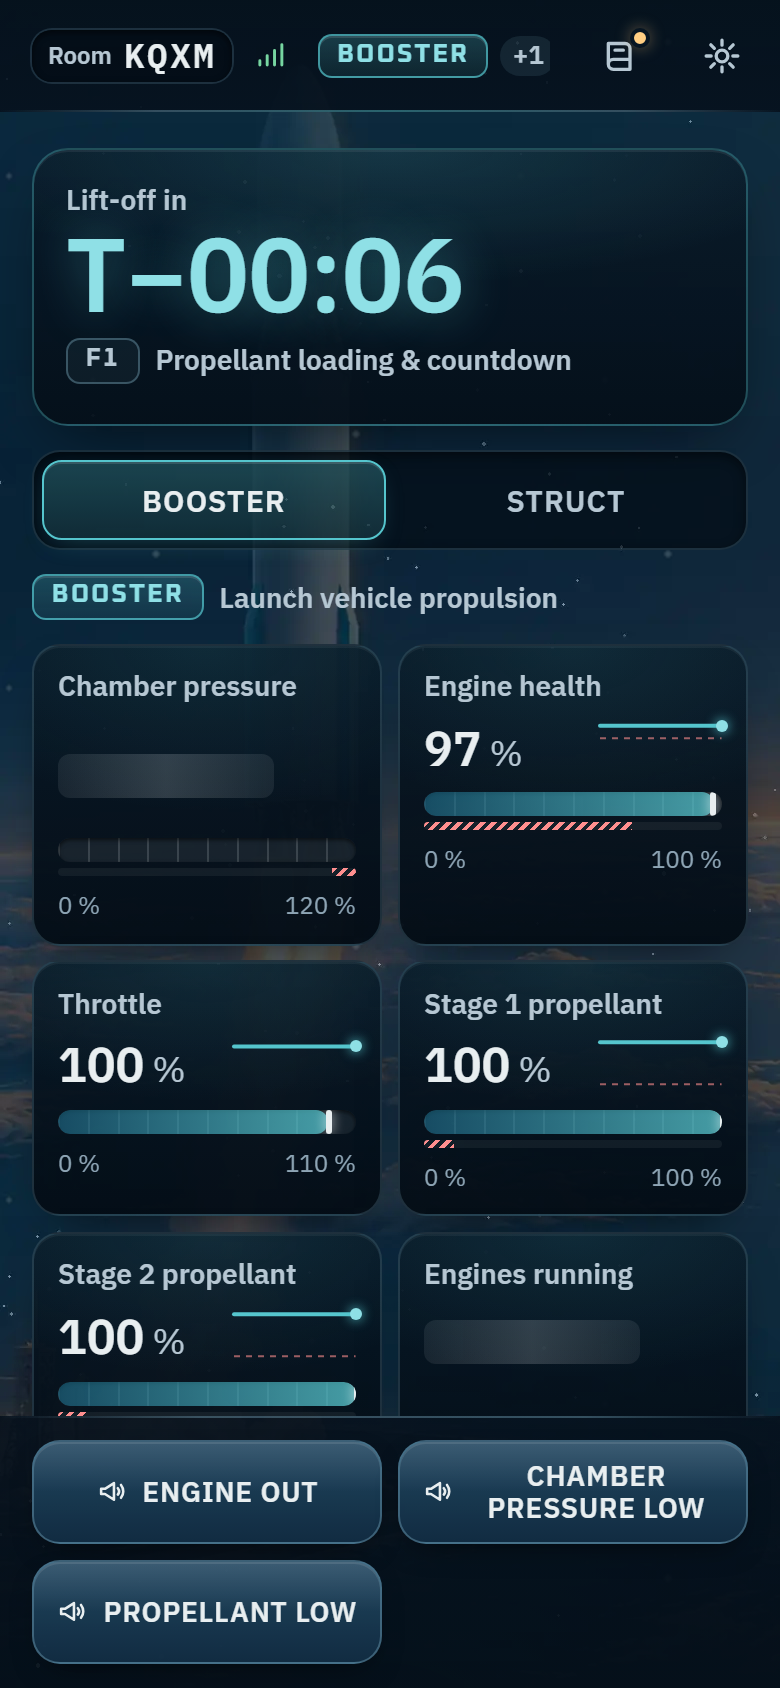 Room KQXM BOOSTER +1
Lift-off in
T–00:06
F1 Propellant loading & countdown
BOOSTER STRUCT
BOOSTER Launch vehicle propulsion
Chamber pressure
0 % 120 %
Engine health
97 %
0 % 100 %
Throttle
100 %
0 % 110 %
Stage 1 propellant
100 %
0 % 100 %
Stage 2 propellant
100 %
Engines running
ENGINE OUT
CHAMBER
PRESSURE LOW
PROPELLANT LOW